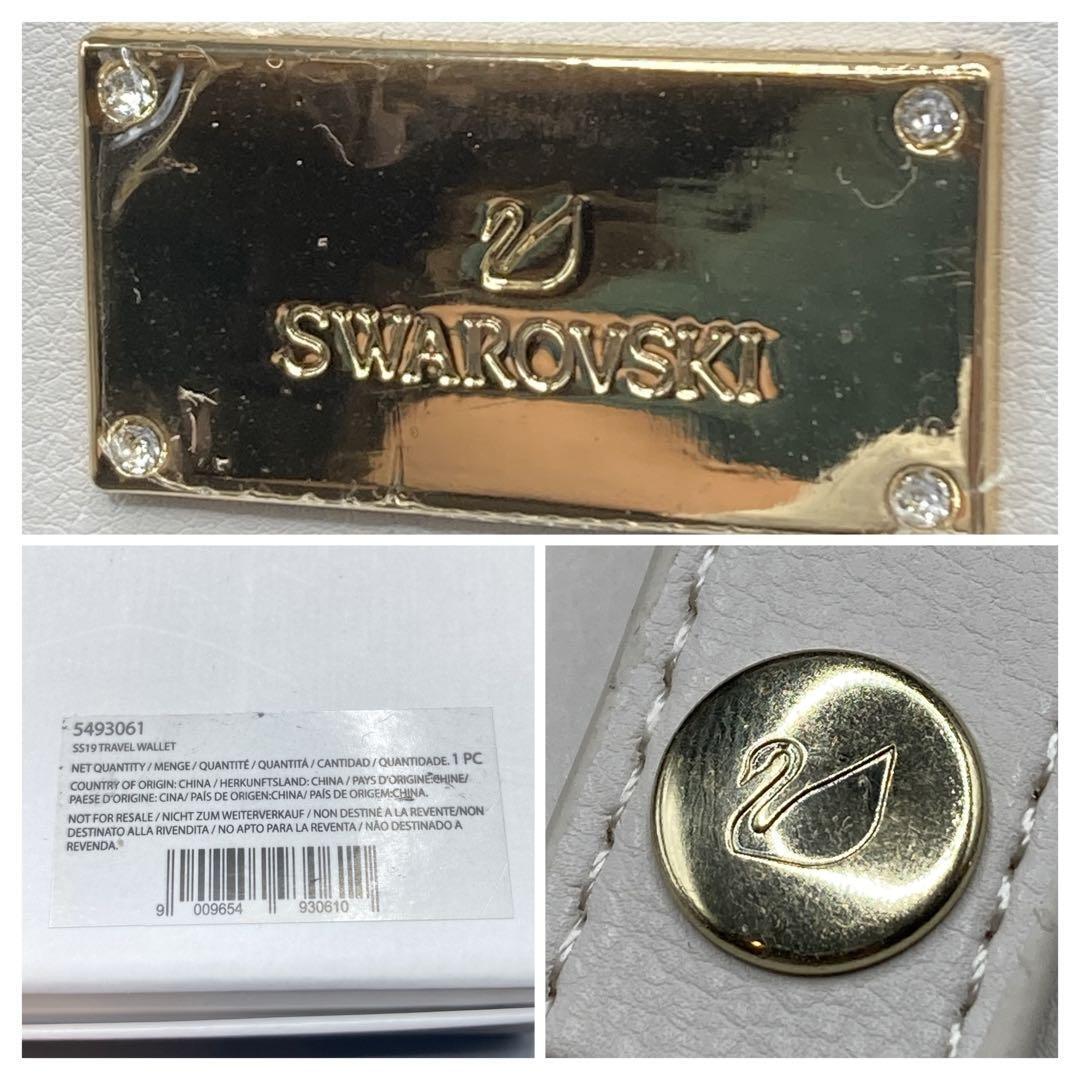 SWAROVSKI
5493061
SS19 TRAVEL WALLET
NET QUANTITY / MENGE / QUANTITÉ / QUANTITÁ / CANTIDAD / QUANTIDADE. 1 PC
COUNTRY OF ORIGIN: CHINA / HERKUNFTSLAND: CHINA / PAYS D'ORIGINE:CHINE/
PAESE D'ORIGINE: CINA/ PAÍS DE ORIGEN:CHINA/ PAÍS DE ORIGEM:CHINA.
NOT FOR RESALE / NICHT ZUM WEITERVERKAUF / NON DESTINÉ A LA REVENTE/NON
DESTINATO ALLA RIVENDITA / NO APTO PARA LA REVENTA / NÃO DESTINADO A
REVENDA.
9 009654 930610